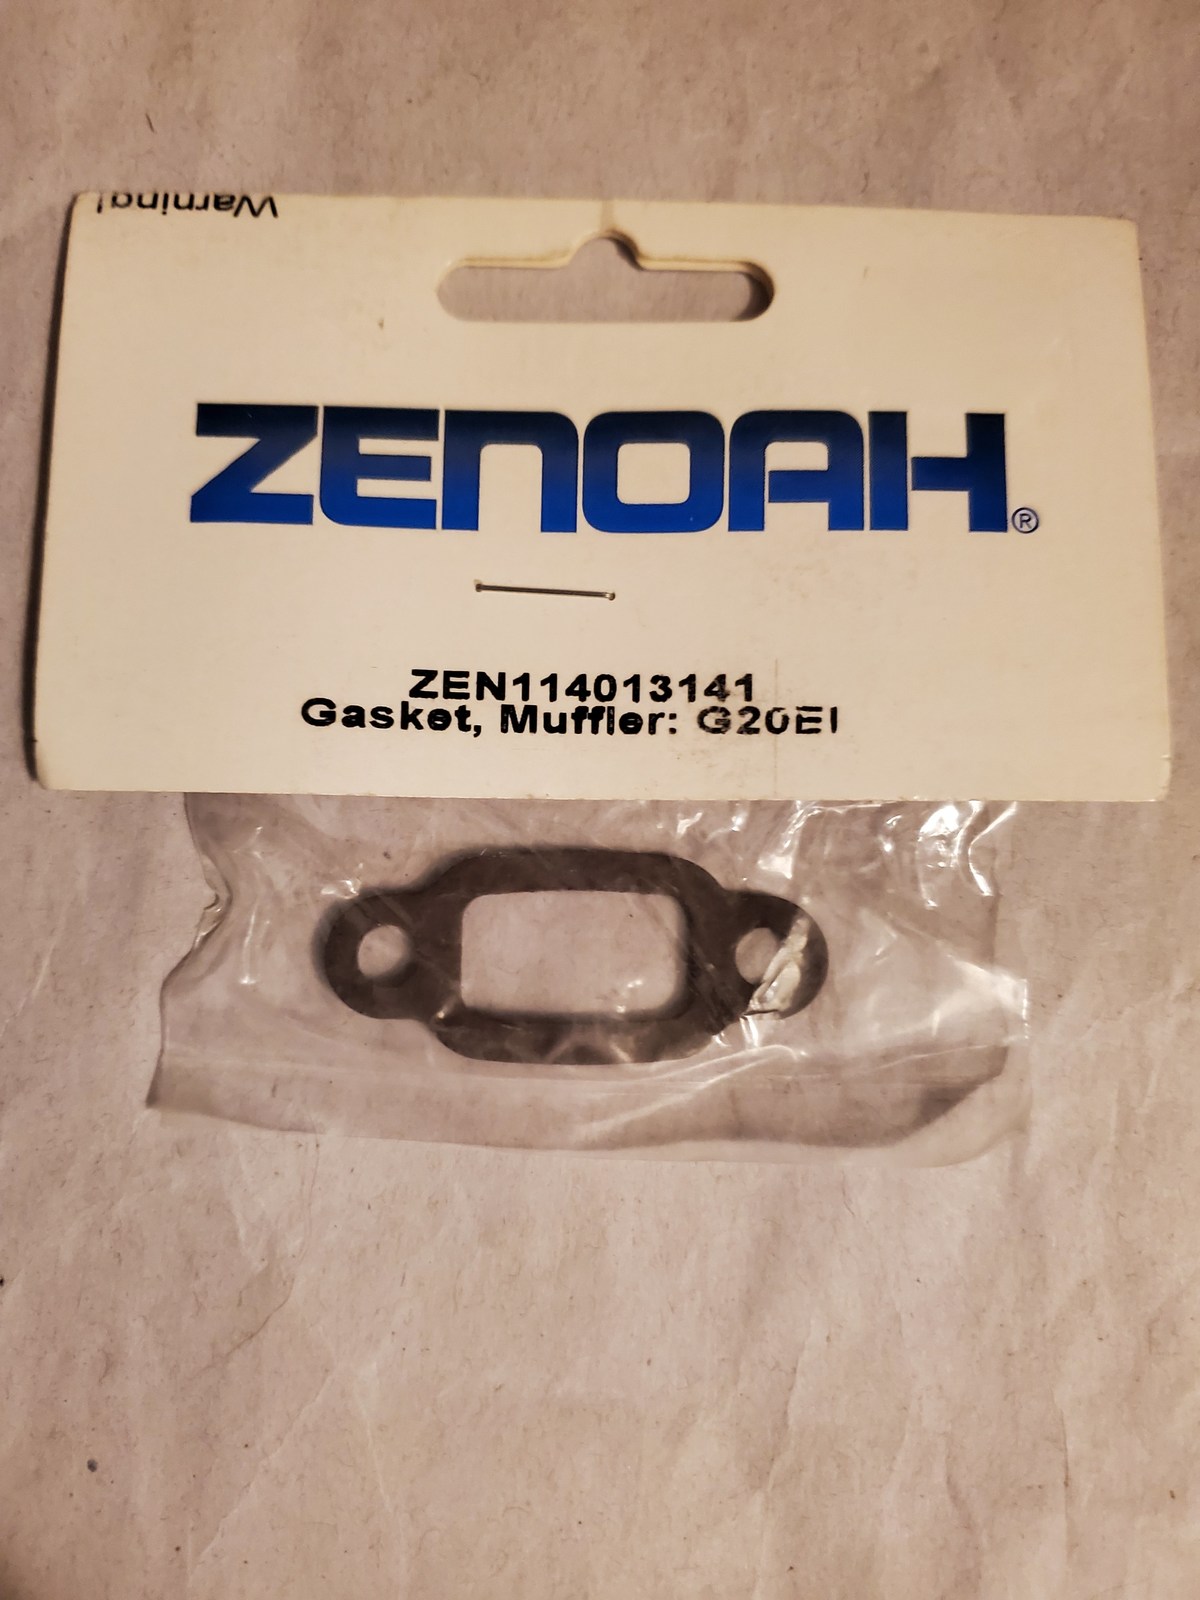 Warning!
ZENOAH®
ZEN114013141
Gasket, Muffler: G20EI